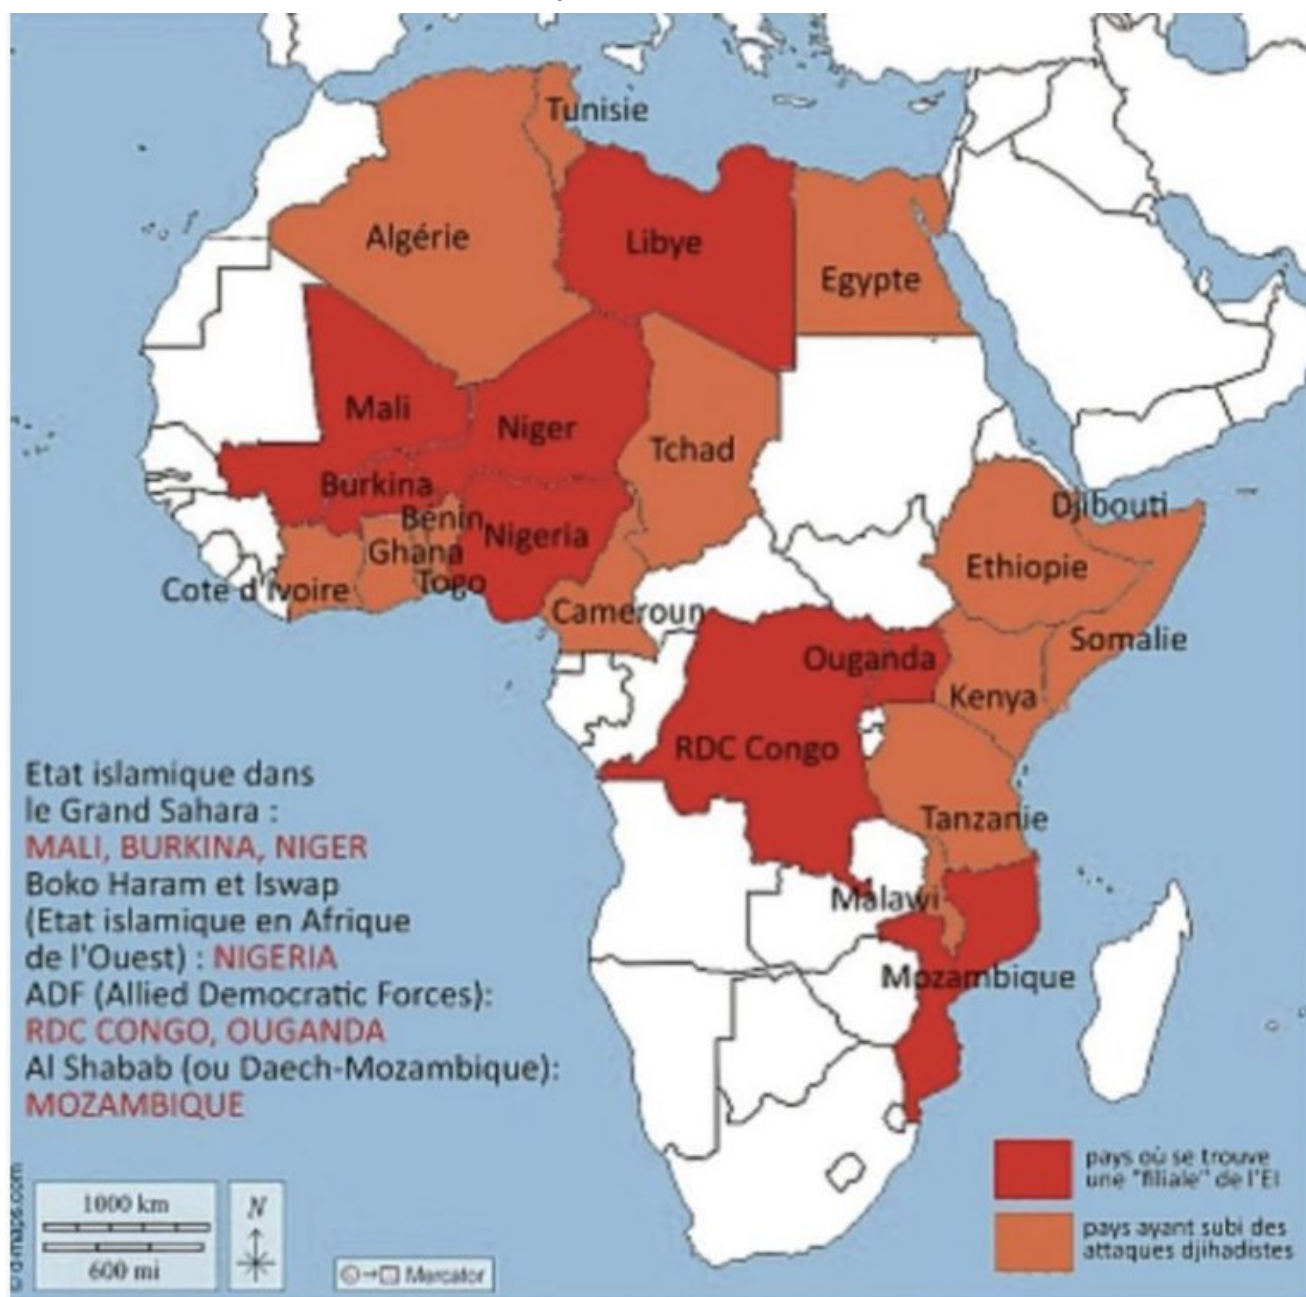 Tunisie
Algérie
Libye
Egypte
Mali
Niger
Tchad
Burkina
Bénin
Nigeria
Ghana
Togo
Cote d'Ivoire
Cameroun
Djibouti
Ethiopie
Somalie
Ouganda
Kenya
RDC Congo
Tanzanie
Malawi
Mozambique
Etat islamique dans
le Grand Sahara :
MALI, BURKINA, NIGER
Boko Haram et Iswap
(Etat islamique en Afrique
de l'Ouest) : NIGERIA
ADF (Allied Democratic Forces):
RDC CONGO, OUGANDA
Al Shabab (ou Daech-Mozambique):
MOZAMBIQUE
pays où se trouve
une "filiale" de l'EI
pays ayant subi des
attaques djihadistes
© d-maps.com
1000 km
600 mi
N
Mercator